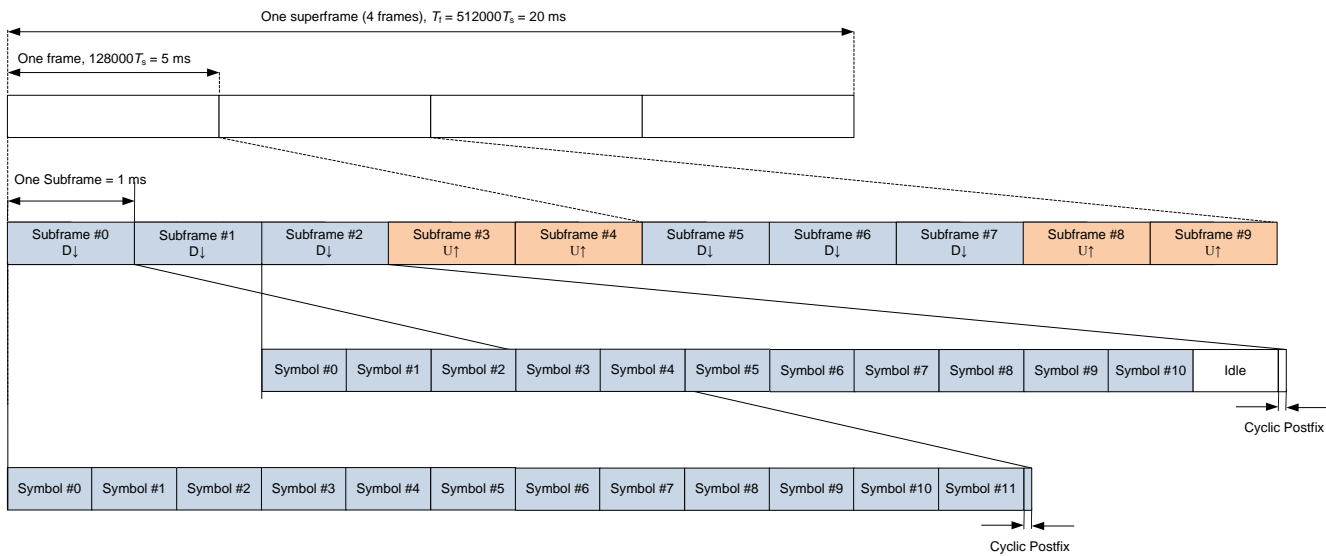 One superframe (4 frames), Tf = 512000Ts = 20 ms
One frame, 128000Ts = 5 ms
One Subframe = 1 ms
Subframe #0
D↓
Subframe #1
D↓
Subframe #2
D↓
Subframe #3
U↑
Subframe #4
U↑
Subframe #5
D↓
Subframe #6
D↓
Subframe #7
D↓
Subframe #8
U↑
Subframe #9
U↑
Symbol #0
Symbol #1
Symbol #2
Symbol #3
Symbol #4
Symbol #5
Symbol #6
Symbol #7
Symbol #8
Symbol #9
Symbol #10
Idle
Cyclic Postfix
Symbol #0
Symbol #1
Symbol #2
Symbol #3
Symbol #4
Symbol #5
Symbol #6
Symbol #7
Symbol #8
Symbol #9
Symbol #10
Symbol #11
Cyclic Postfix